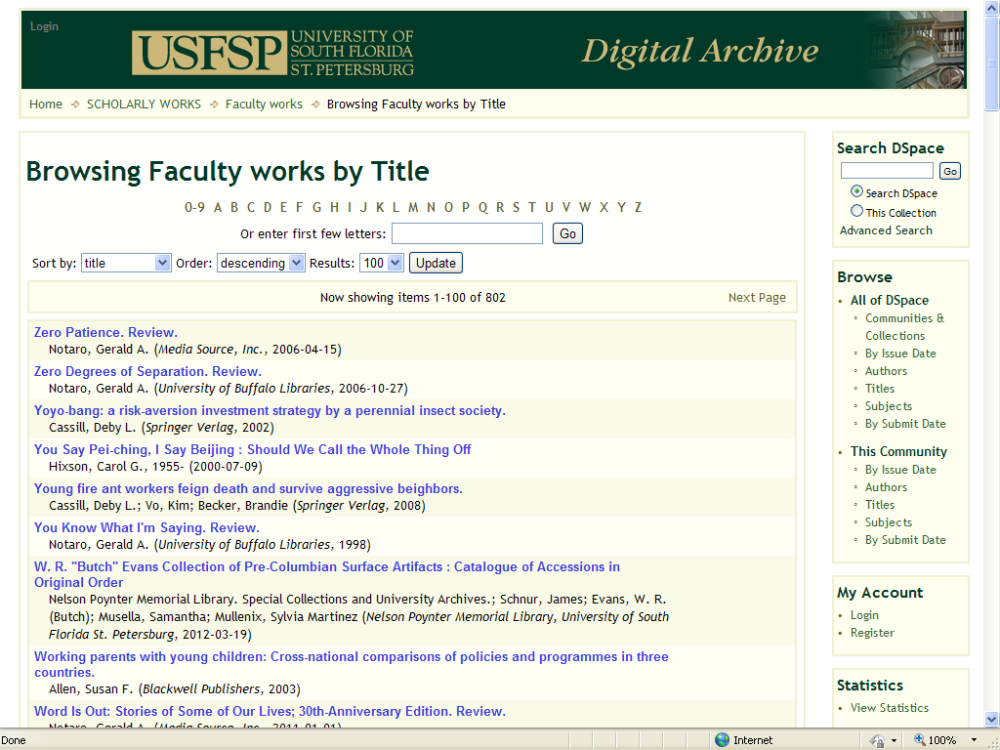 Login
USFSP
UNIVERSITY OF
SOUTH FLORIDA
ST. PETERSBURG
Digital Archive
Home SCHOLARLY WORKS Faculty works Browsing Faculty works by Title
Browsing Faculty works by Title
0-9 A B C D E F G H I J K L M N O P Q R S T U V W X Y Z
Or enter first few letters: Go
Sort by: title Order: descending Results: 100 Update
Now showing items 1-100 of 802 Next Page
Zero Patience. Review.
Notaro, Gerald A. (Media Source, Inc., 2006-04-15)
Zero Degrees of Separation. Review.
Notaro, Gerald A. (University of Buffalo Libraries, 2006-10-27)
Yoyo-bang: a risk-aversion investment strategy by a perennial insect society.
Cassill, Deby L. (Springer Verlag, 2002)
You Say Pei-ching, I Say Beijing : Should We Call the Whole Thing Off
Hixson, Carol G., 1955- (2000-07-09)
Young fire ant workers feign death and survive aggressive neighbors.
Cassill, Deby L.; Vo, Kim; Becker, Brandie (Springer Verlag, 2008)
You Know What I'm Saying. Review.
Notaro, Gerald A. (University of Buffalo Libraries, 1998)
W. R. "Butch" Evans Collection of Pre-Columbian Surface Artifacts : Catalogue of Accessions in
Original Order
Nelson Poynter Memorial Library. Special Collections and University Archives.; Schnur, James; Evans, W. R.
(Butch); Musella, Samantha; Mullenix, Sylvia Martinez (Nelson Poynter Memorial Library, University of South
Florida St. Petersburg, 2012-03-19)
Working parents with young children: Cross-national comparisons of policies and programmes in three
countries.
Allen, Susan F. (Blackwell Publishers, 2003)
Word Is Out: Stories of Some of Our Lives; 30th-Anniversary Edition. Review.
Notaro, Gerald A. (Media Source, Inc., 2011-01-01)
Search DSpace
Go
Search DSpace
This Collection
Advanced Search
Browse
• All of DSpace
Communities &
Collections
By Issue Date
Authors
Titles
Subjects
By Submit Date
• This Community
By Issue Date
Authors
Titles
Subjects
By Submit Date
My Account
• Login
• Register
Statistics
• View Statistics
Done Internet 100%